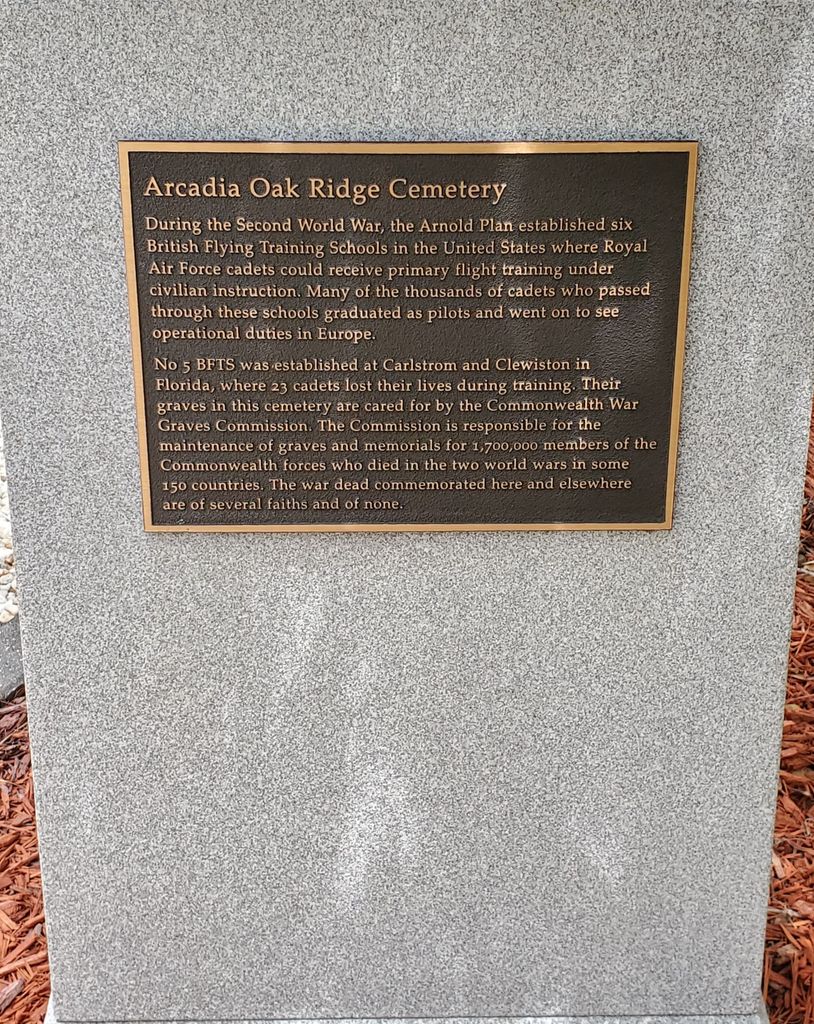 Arcadia Oak Ridge Cemetery
During the Second World War, the Arnold Plan established six
British Flying Training Schools in the United States where Royal
Air Force cadets could receive primary flight training under
civilian instruction. Many of the thousands of cadets who passed
through these schools graduated as pilots and went on to see
operational duties in Europe.
No 5 BFTS was established at Carlstrom and Clewiston in
Florida, where 23 cadets lost their lives during training. Their
graves in this cemetery are cared for by the Commonwealth War
Graves Commission. The Commission is responsible for the
maintenance of graves and memorials for 1,700,000 members of the
Commonwealth forces who died in the two world wars in some
150 countries. The war dead commemorated here and elsewhere
are of several faiths and of none.